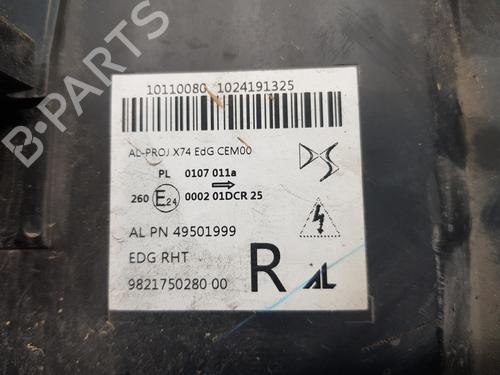 10110080 1024191325
AL-PROJ X74 EdG CEM00
PL 0107 011a
260 E24 0002 01DCR 25
AL PN 49501999
EDG RHT
9821750280 00
R
AL
DS
B-PARTS